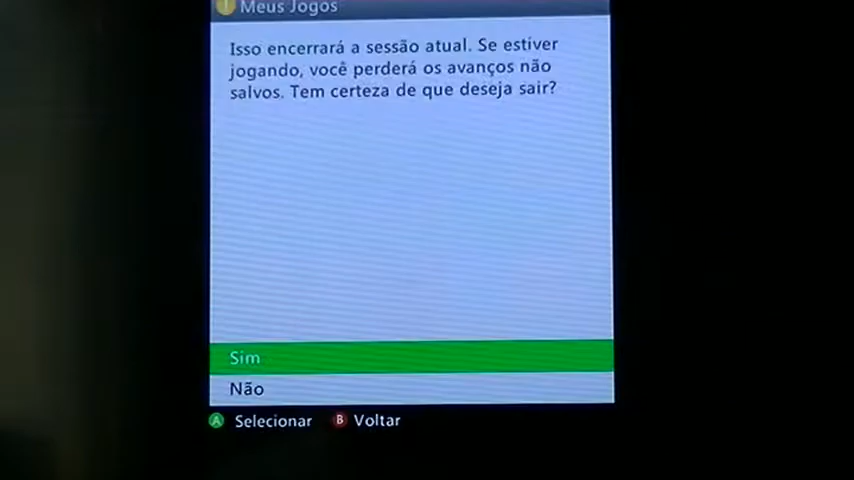 ! Meus Jogos
Isso encerrará a sessão atual. Se estiver
jogando, você perderá os avanços não
salvos. Tem certeza de que deseja sair?
Sim
Não
A Selecionar B Voltar